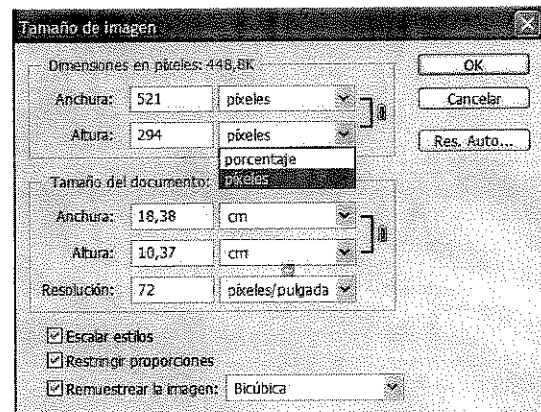 Tamaño de imagen
Dimensiones en píxeles: 448,8K
Anchura: 521 píxeles
Altura: 294 píxeles
porcentaje
píxeles
Tamaño del documento:
Anchura: 18,38 cm
Altura: 10,37 cm
Resolución: 72 píxeles/pulgada
Escalar estilos
Restringir proporciones
Remuestrear la imagen: Bicúbica
OK
Cancelar
Res. Auto...